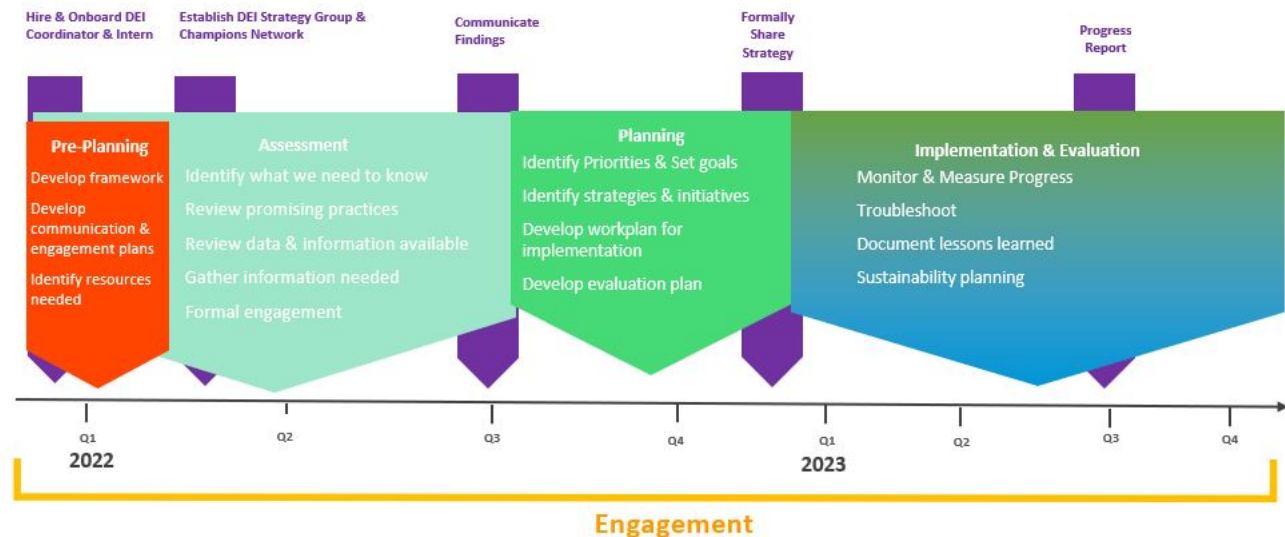 Hire & Onboard DEI
Coordinator & Intern
Establish DEI Strategy Group &
Champions Network
Communicate
Findings
Formally
Share
Strategy
Progress
Report
Pre-Planning
Develop framework
Develop
communication &
engagement plans
Identify resources
needed
Assessment
Identify what we need to know
Review promising practices
Review data & information available
Gather information needed
Formal engagement
Planning
Identify Priorities & Set goals
Identify strategies & initiatives
Develop workplan for
implementation
Develop evaluation plan
Implementation & Evaluation
Monitor & Measure Progress
Troubleshoot
Document lessons learned
Sustainability planning
Q1
Q2
Q3
Q4
Q1
Q2
Q3
Q4
2022
2023
Engagement